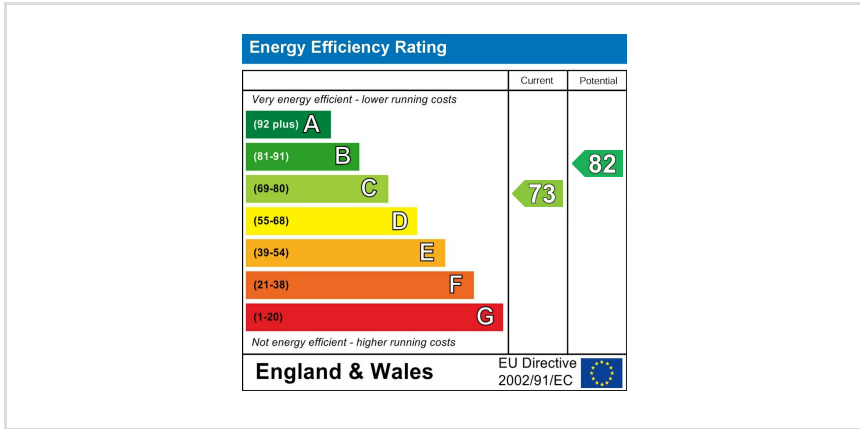 Energy Efficiency Rating
Current Potential
Very energy efficient - lower running costs
(92 plus) A
(81-91) B
82
(69-80) C
73
(55-68) D
(39-54) E
(21-38) F
(1-20) G
Not energy efficient - higher running costs
England & Wales
EU Directive
2002/91/EC